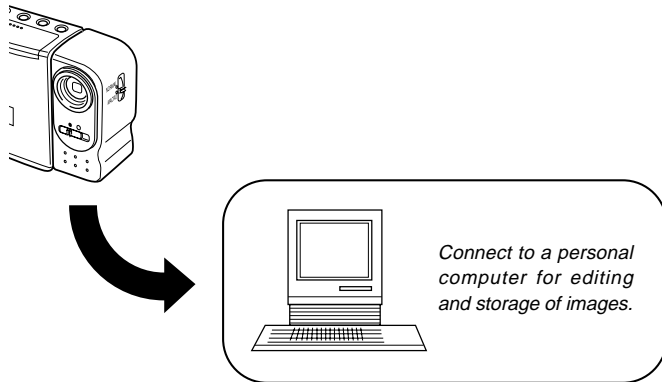 Connect to a personal
computer for editing
and storage of images.